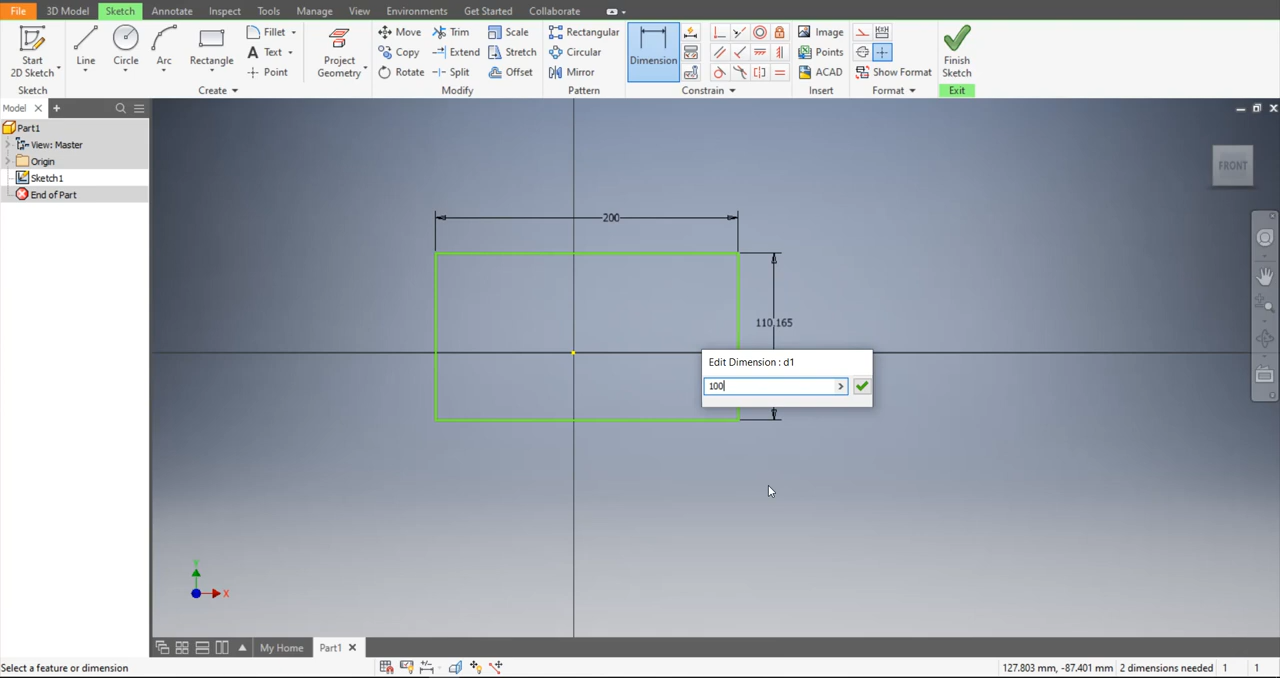 File 3D Model Sketch Annotate Inspect Tools Manage View Environments Get Started Collaborate
Start 2D Sketch
Line
Circle
Arc
Rectangle
Fillet
Text
Point
Project Geometry
Move
Copy
Rotate
Trim
Extend
Split
Scale
Stretch
Offset
Rectangular
Circular
Mirror
Dimension
Image
Points
ACAD
Show Format
Finish Sketch
Sketch Create Modify Pattern Constrain Insert Format Exit
Model
Part1
View: Master
Origin
Sketch1
End of Part
FRONT
200
110,165
Edit Dimension : d1
100
Y
X
My Home Part1
Select a feature or dimension
127.803 mm, -87.401 mm 2 dimensions needed 1 1